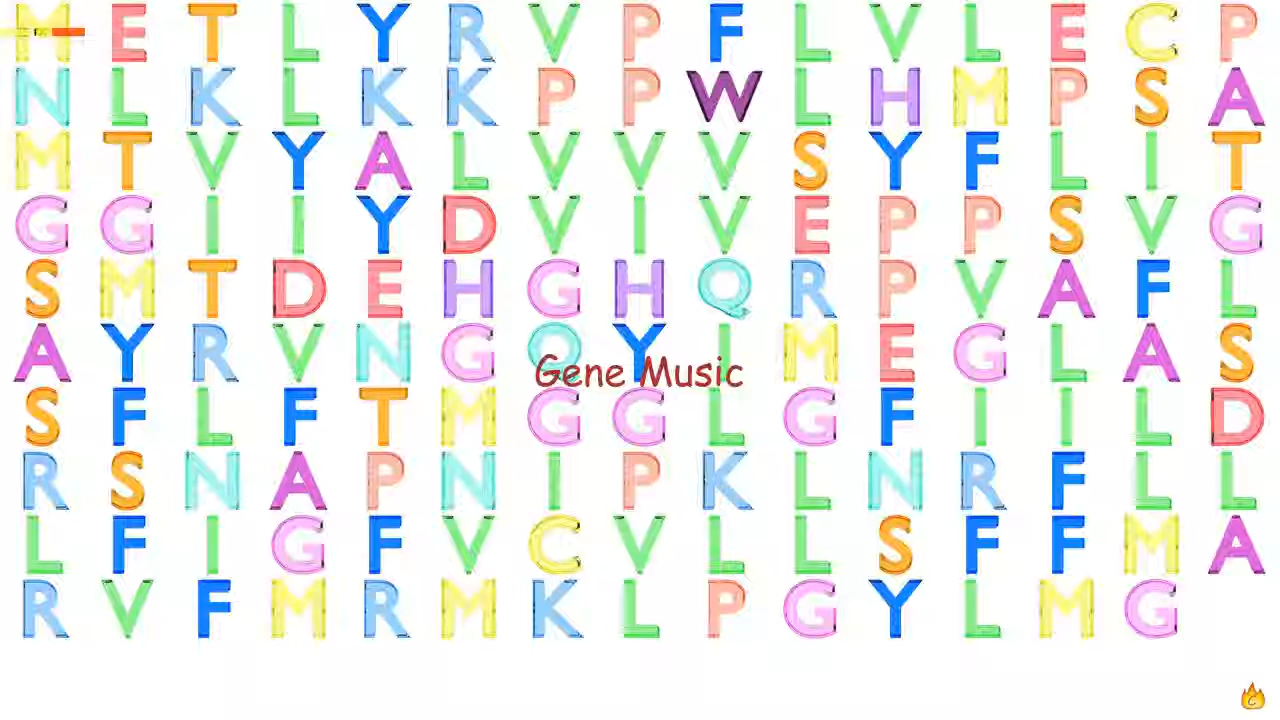 M E T L Y R V P F L V L E C P
N L K L K K P P W L H M P S A
M T V Y A L V V V S Y F L I T
G G I I Y D V I V E P P S V G
S M T D E H G H Q R P V A F L
A Y R V N G Q Y I M E G L A S
Gene Music
S F L F T M G G L G F I I L D
R S N A P N I P K L N R F L L
L F I G F V C V L L S F F M A
R V F M R M K L P G Y L M G